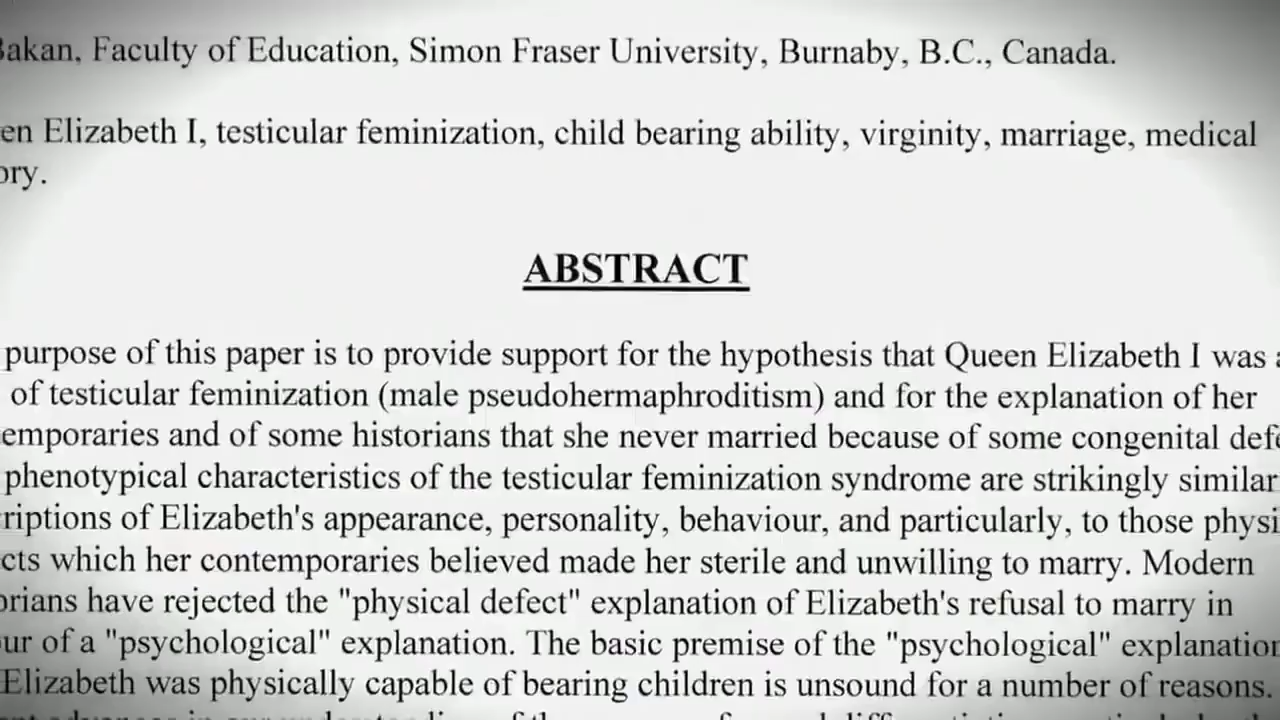 Bakan, Faculty of Education, Simon Fraser University, Burnaby, B.C., Canada.
en Elizabeth I, testicular feminization, child bearing ability, virginity, marriage, medical
ory.
ABSTRACT
purpose of this paper is to provide support for the hypothesis that Queen Elizabeth I was a
of testicular feminization (male pseudohermaphroditism) and for the explanation of her
emporaries and of some historians that she never married because of some congenital defe
phenotypical characteristics of the testicular feminization syndrome are strikingly similar
riptions of Elizabeth's appearance, personality, behaviour, and particularly, to those physi
cts which her contemporaries believed made her sterile and unwilling to marry. Modern
orians have rejected the "physical defect" explanation of Elizabeth's refusal to marry in
ur of a "psychological" explanation. The basic premise of the "psychological" explanation
Elizabeth was physically capable of bearing children is unsound for a number of reasons.